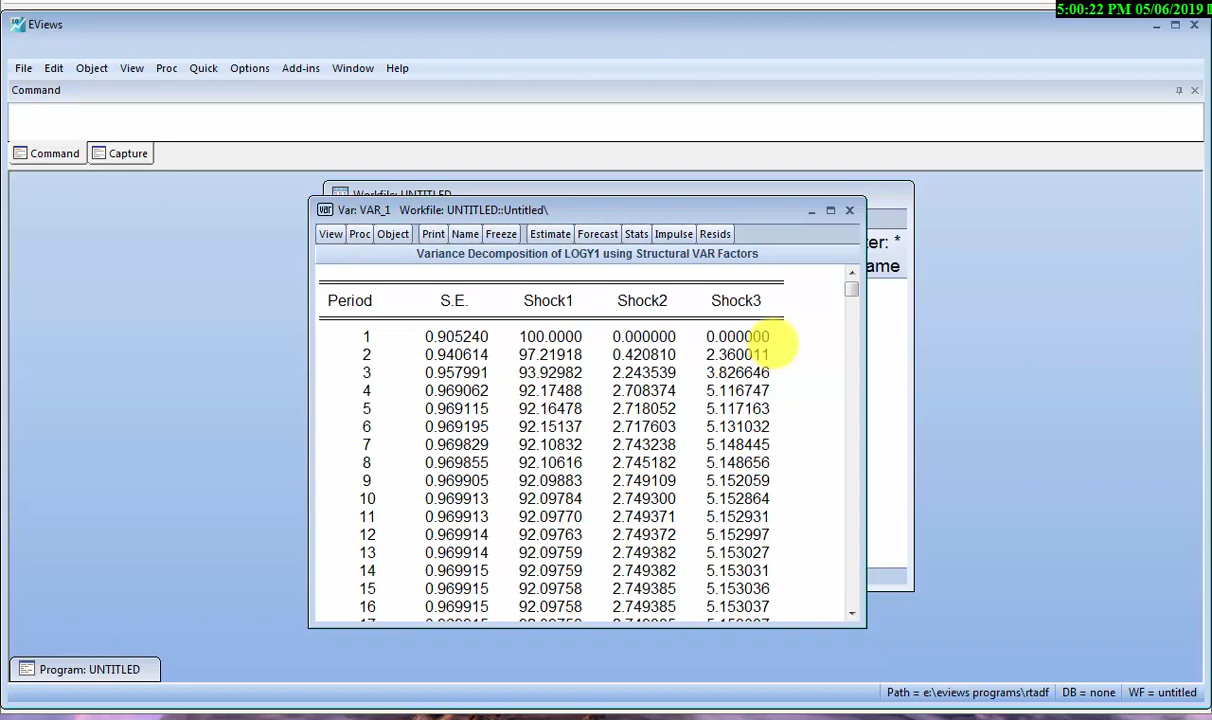 5:00:22 PM 05/06/2019
EViews
File Edit Object View Proc Quick Options Add-ins Window Help
Command
Command Capture
Workfile: UNTITLED
Var: VAR_1 Workfile: UNTITLED::Untitled\
View Proc Object Print Name Freeze Estimate Forecast Stats Impulse Resids
er: *
Variance Decomposition of LOGY1 using Structural VAR Factors
ame
Period S.E. Shock1 Shock2 Shock3
1 0.905240 100.0000 0.000000 0.000000
2 0.940614 97.21918 0.420810 2.360011
3 0.957991 93.92982 2.243539 3.826646
4 0.969062 92.17488 2.708374 5.116747
5 0.969115 92.16478 2.718052 5.117163
6 0.969195 92.15137 2.717603 5.131032
7 0.969829 92.10832 2.743238 5.148445
8 0.969855 92.10616 2.745182 5.148656
9 0.969905 92.09883 2.749109 5.152059
10 0.969913 92.09784 2.749300 5.152864
11 0.969913 92.09770 2.749371 5.152931
12 0.969914 92.09763 2.749372 5.152997
13 0.969914 92.09759 2.749382 5.153027
14 0.969915 92.09759 2.749382 5.153031
15 0.969915 92.09758 2.749385 5.153036
16 0.969915 92.09758 2.749385 5.153037
Program: UNTITLED
Path = e:\eviews programs\rtadf DB = none WF = untitled